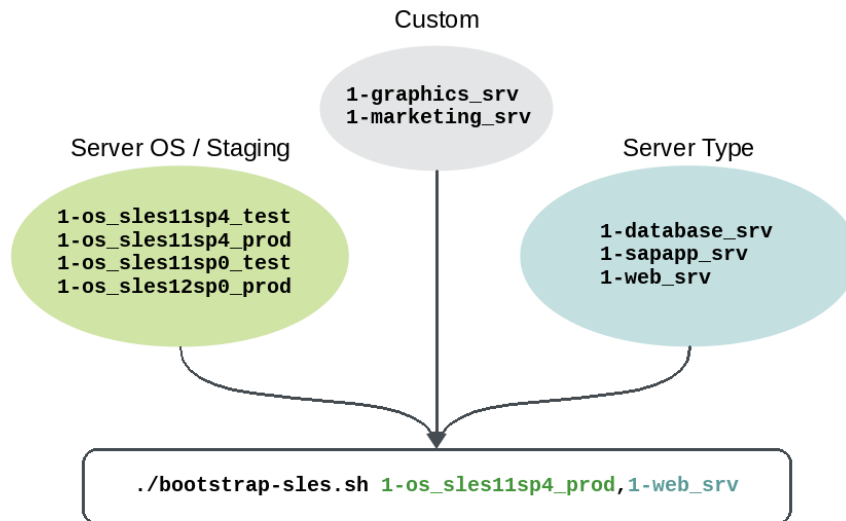 Custom
1-graphics_srv
1-marketing_srv
Server OS / Staging
1-os_sles11sp4_test
1-os_sles11sp4_prod
1-os_sles11sp0_test
1-os_sles12sp0_prod
Server Type
1-database_srv
1-sapapp_srv
1-web_srv
./bootstrap-sles.sh 1-os_sles11sp4_prod,1-web_srv